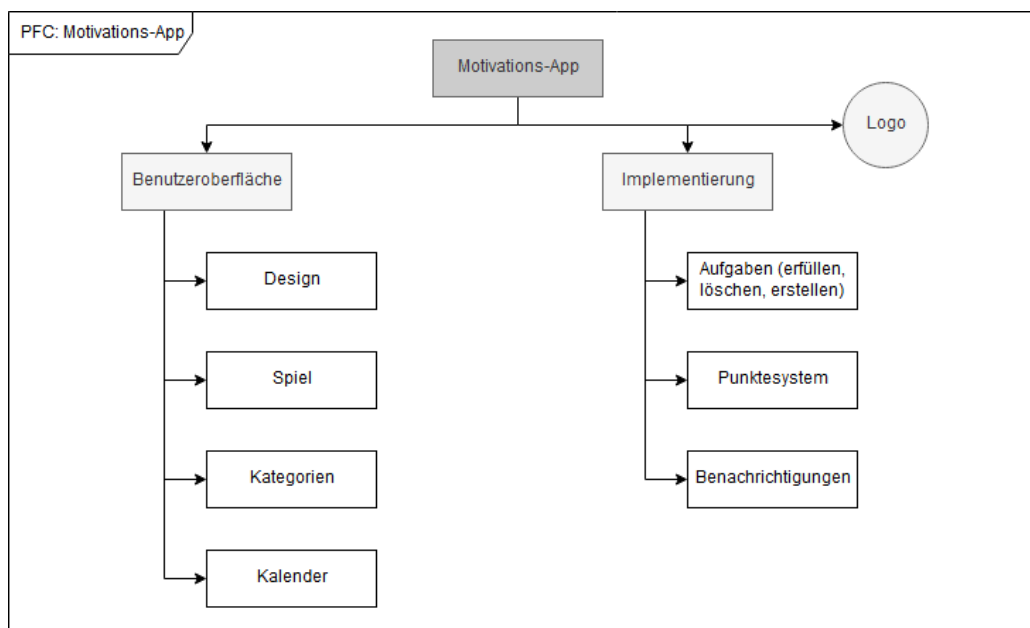 PFC: Motivations-App
Motivations-App
Logo
Benutzeroberfläche
Implementierung
Design
Aufgaben (erfüllen,
löschen, erstellen)
Spiel
Punktesystem
Kategorien
Benachrichtigungen
Kalender